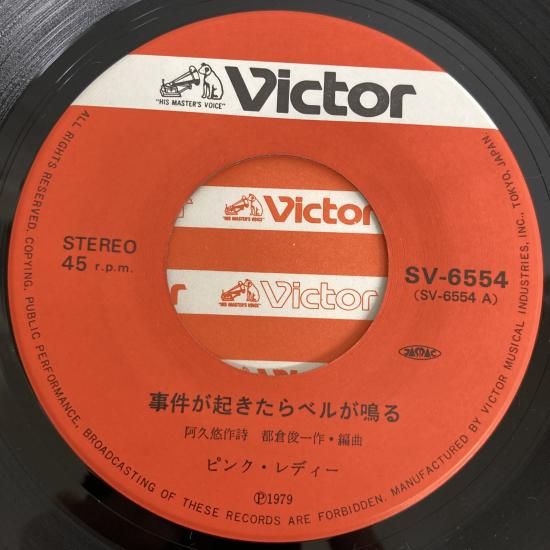 Victor
"HIS MASTER'S VOICE"
Victor
"HIS MASTER'S VOICE"
Victor
"HIS MASTER'S VOICE"
STEREO
45 r.p.m.
SV-6554
(SV-6554 A)
JASRAC
事件が起きたらベルが鳴る
阿久悠作詩 都倉俊一作・編曲
ピンク・レディー
Ⓟ1979
ALL RIGHTS RESERVED. COPYING, PUBLIC PERFORMANCE, BROADCASTING OF THESE RECORDS ARE FORBIDDEN. MANUFACTURED BY VICTOR MUSICAL INDUSTRIES, INC., TOKYO, JAPAN.